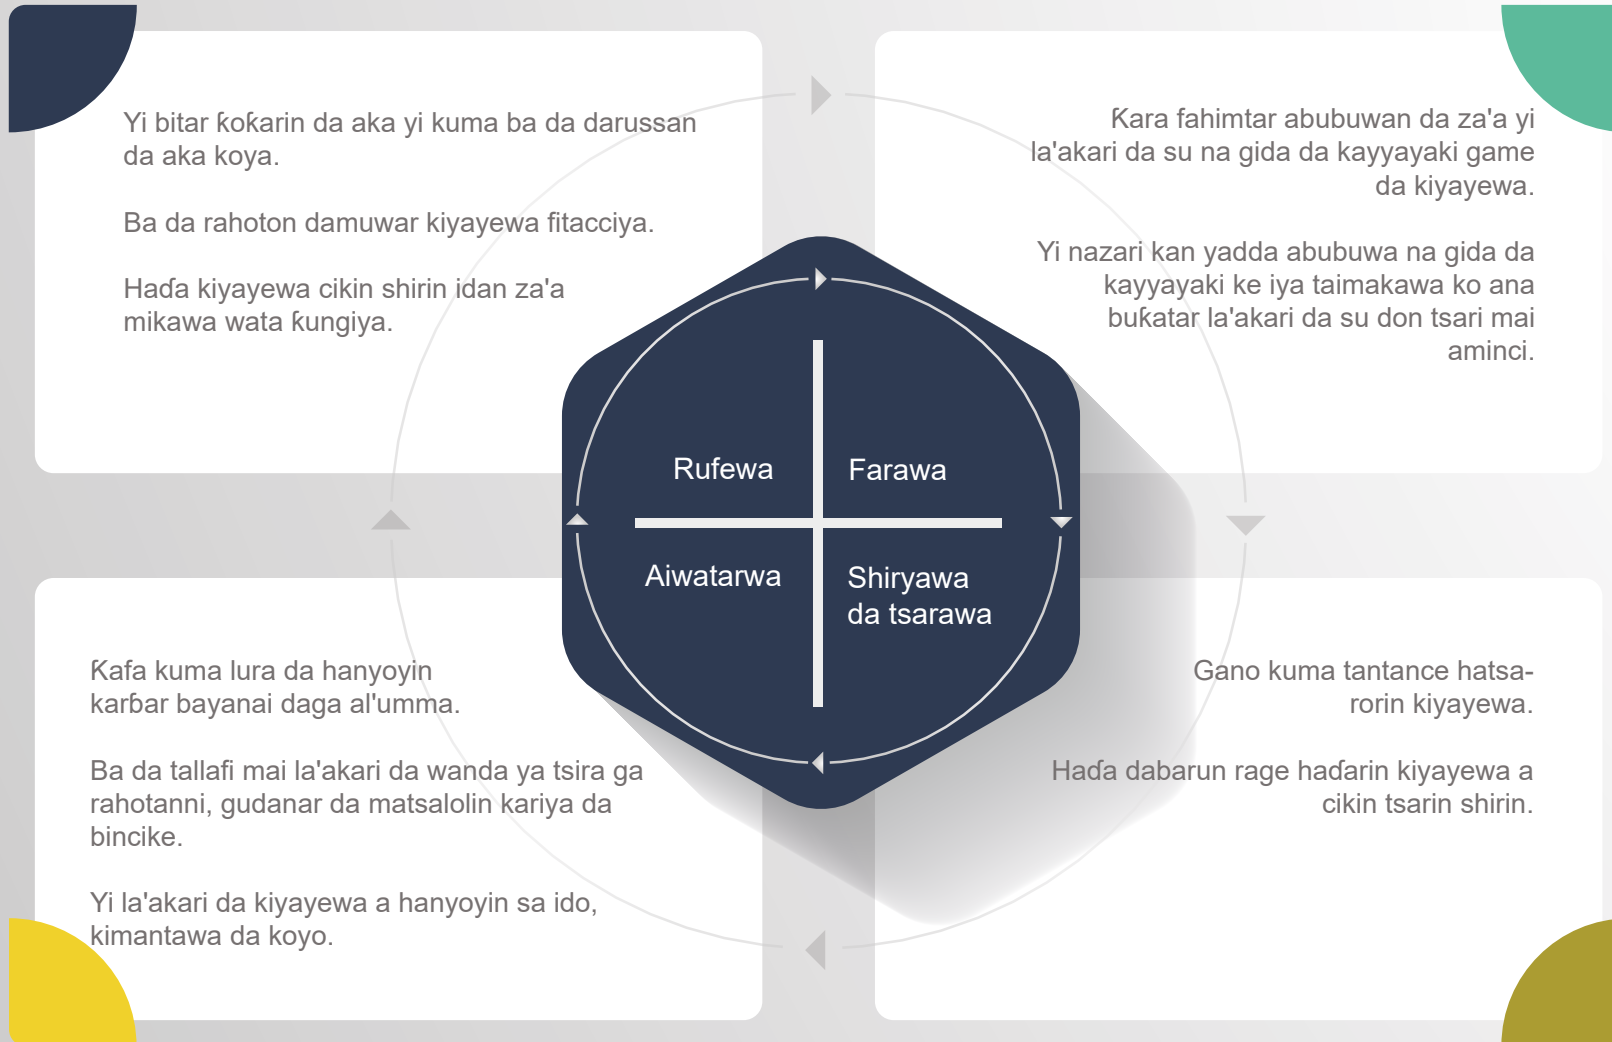 Yi bitar ƙoƙarin da aka yi kuma ba da darussan
da aka koya.
Ba da rahoton damuwar kiyayewa fitacciya.
Haɗa kiyayewa cikin shirin idan za'a
mikawa wata ƙungiya.
Ƙara fahimtar abubuwan da za'a yi
la'akari da su na gida da kayyayaki game
da kiyayewa.
Yi nazari kan yadda abubuwa na gida da
kayyayaki ke iya taimakawa ko ana
buƙatar la'akari da su don tsari mai
aminci.
Rufewa
Farawa
Aiwatarwa
Shiryawa
da tsarawa
Ƙafa kuma lura da hanyoyin
karɓar bayanai daga al'umma.
Ba da tallafi mai la'akari da wanda ya tsira ga
rahotanni, gudanar da matsalolin kariya da
bincike.
Yi la'akari da kiyayewa a hanyoyin sa ido,
kimantawa da koyo.
Gano kuma tantance hatsa-
rorin kiyayewa.
Haɗa dabarun rage haɗarin kiyayewa a
cikin tsarin shirin.